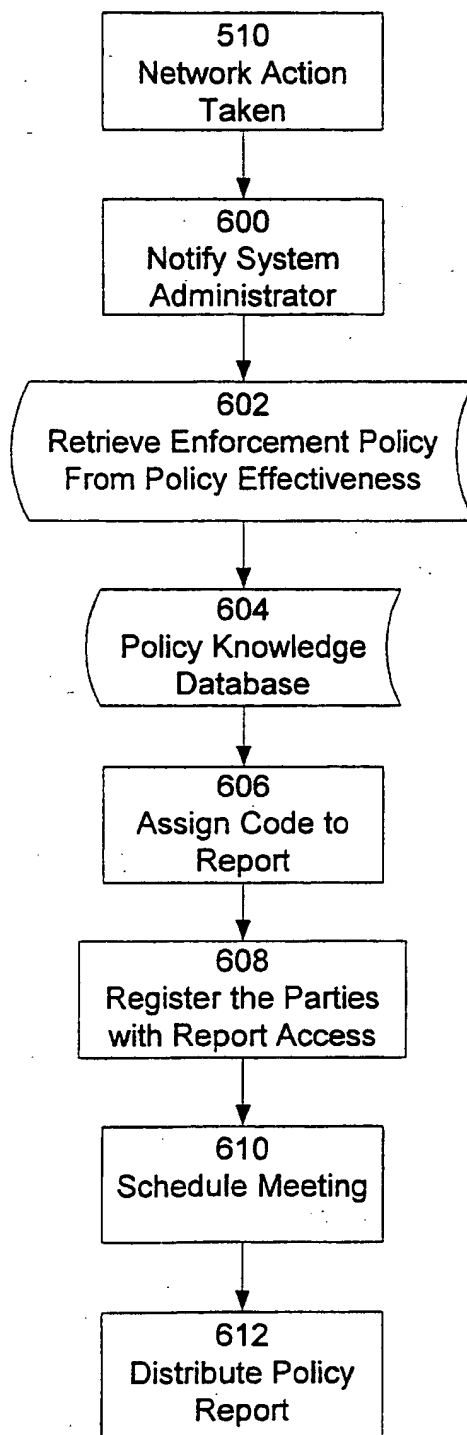 510
Network Action
Taken
600
Notify System
Administrator
602
Retrieve Enforcement Policy
From Policy Effectiveness
604
Policy Knowledge
Database
606
Assign Code to
Report
608
Register the Parties
with Report Access
610
Schedule Meeting
612
Distribute Policy
Report